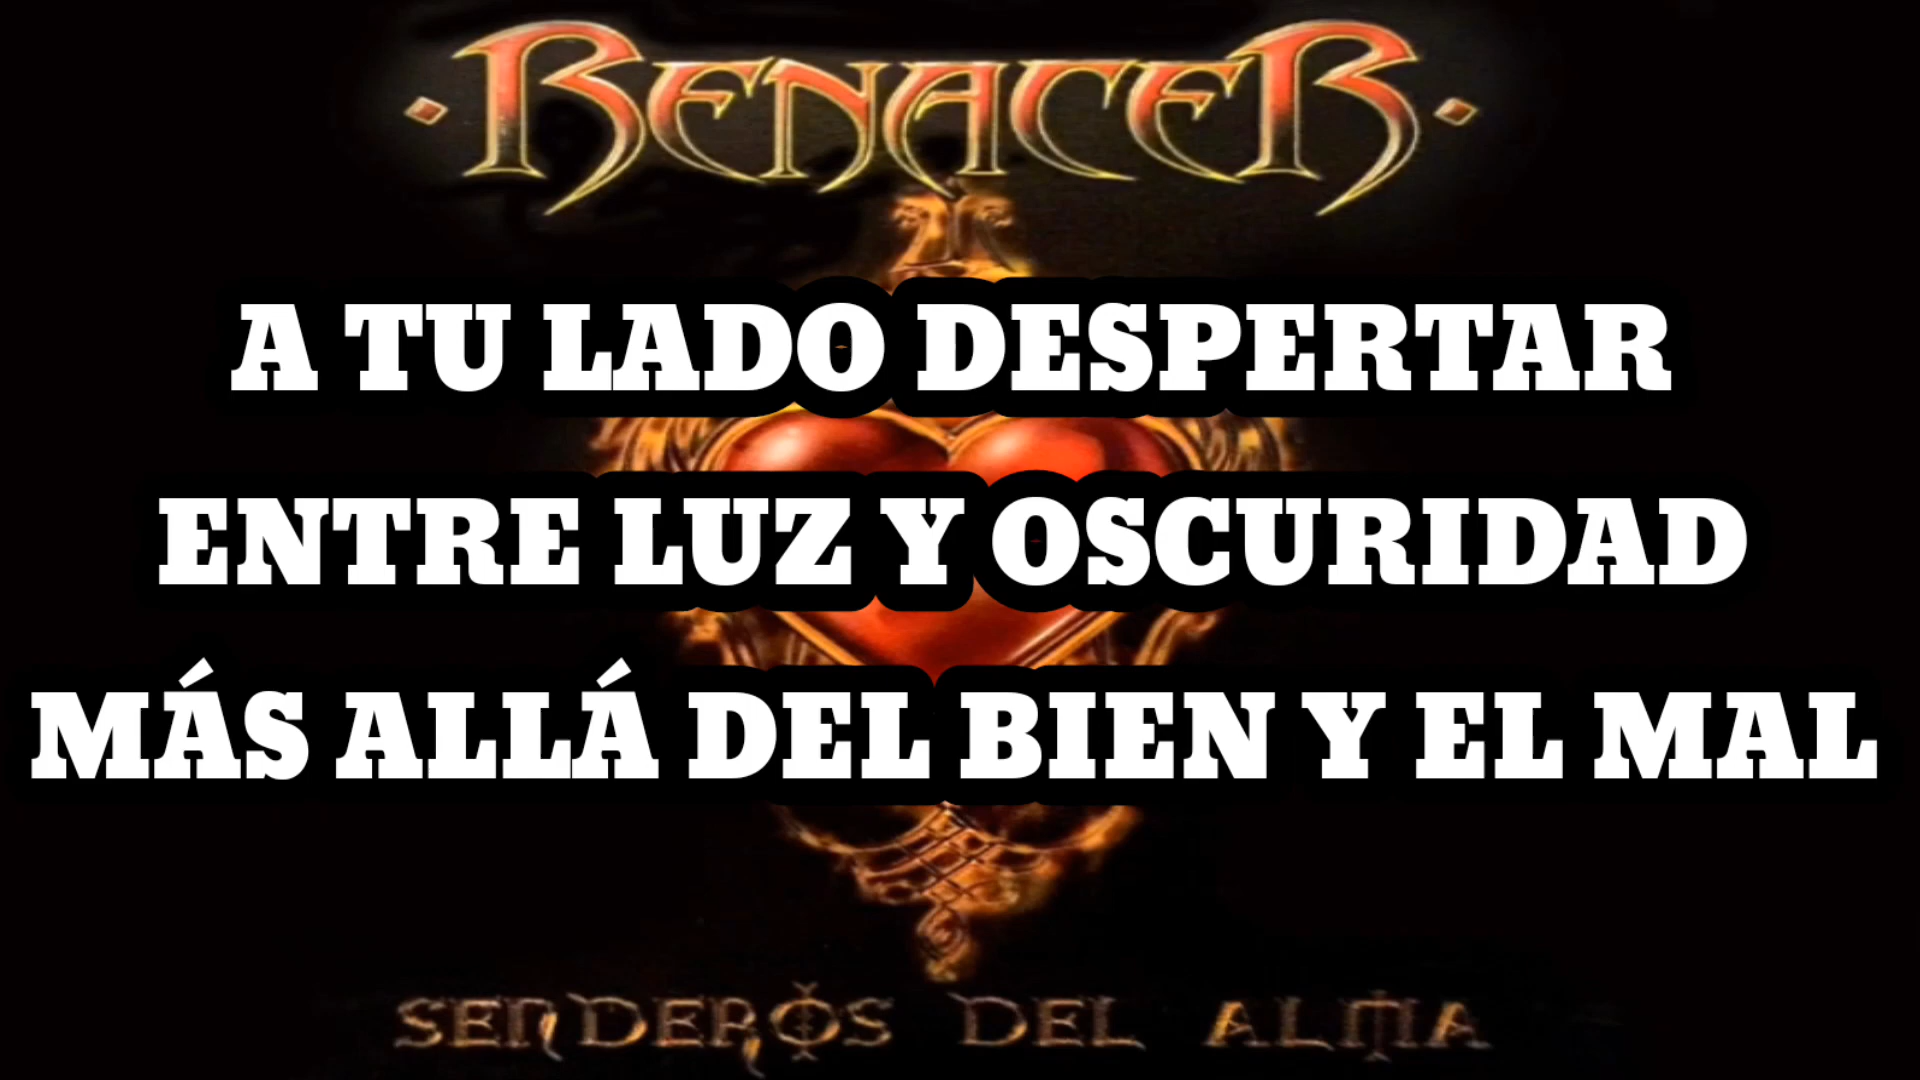 RENACER
A TU LADO DESPERTAR
ENTRE LUZ Y OSCURIDAD
MÁS ALLÁ DEL BIEN Y EL MAL
SENDEROS DEL ALMA